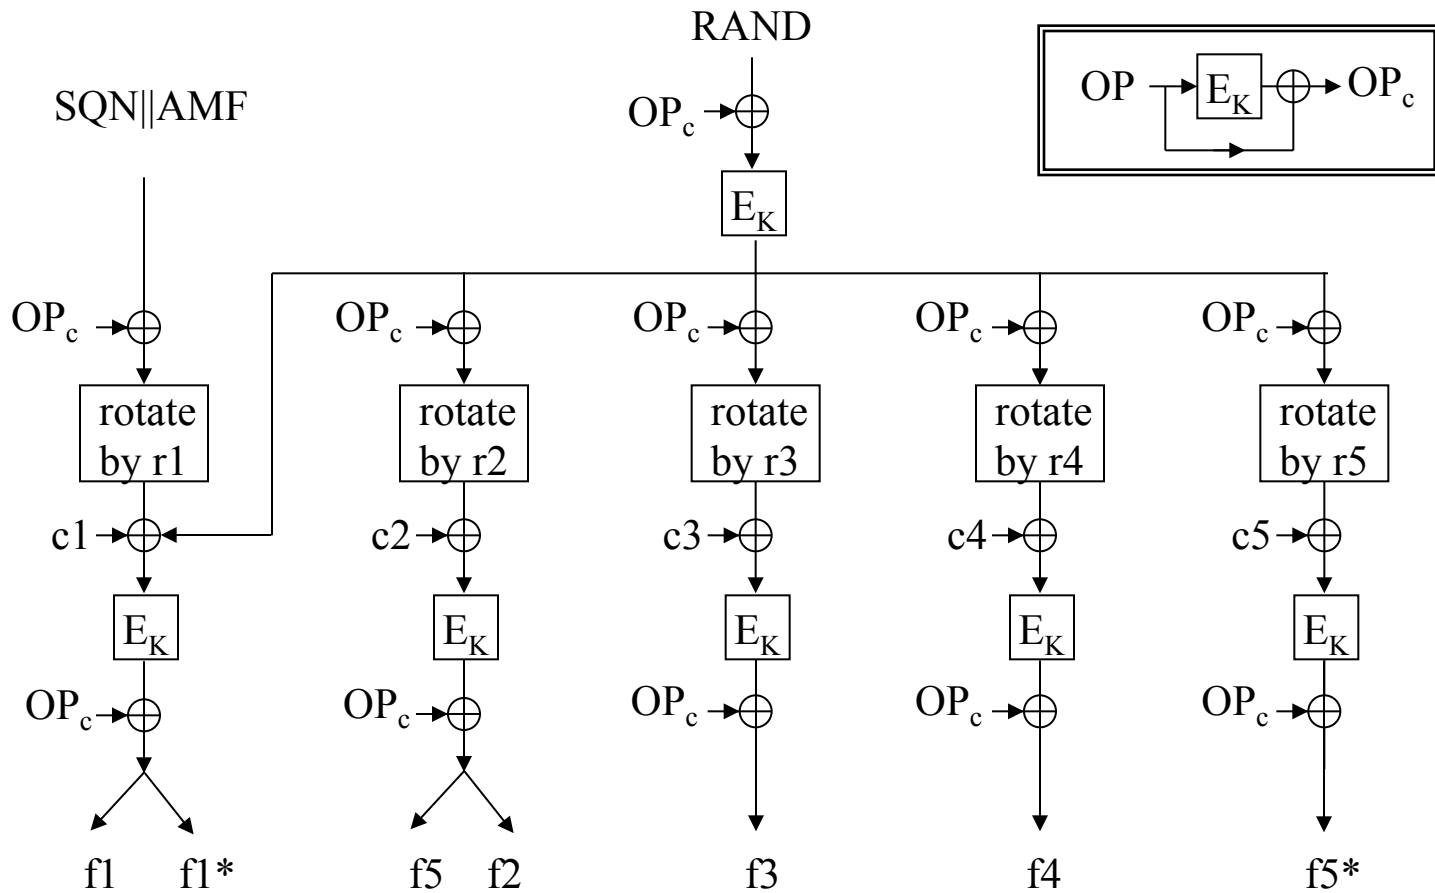 RAND
SQN||AMF
OPc
OP EK OPc
EK
OPc OPc OPc OPc OPc
rotate rotate rotate rotate rotate
by r1 by r2 by r3 by r4 by r5
c1 c2 c3 c4 c5
EK EK EK EK EK
OPc OPc OPc OPc OPc
f1 f1* f5 f2 f3 f4 f5*